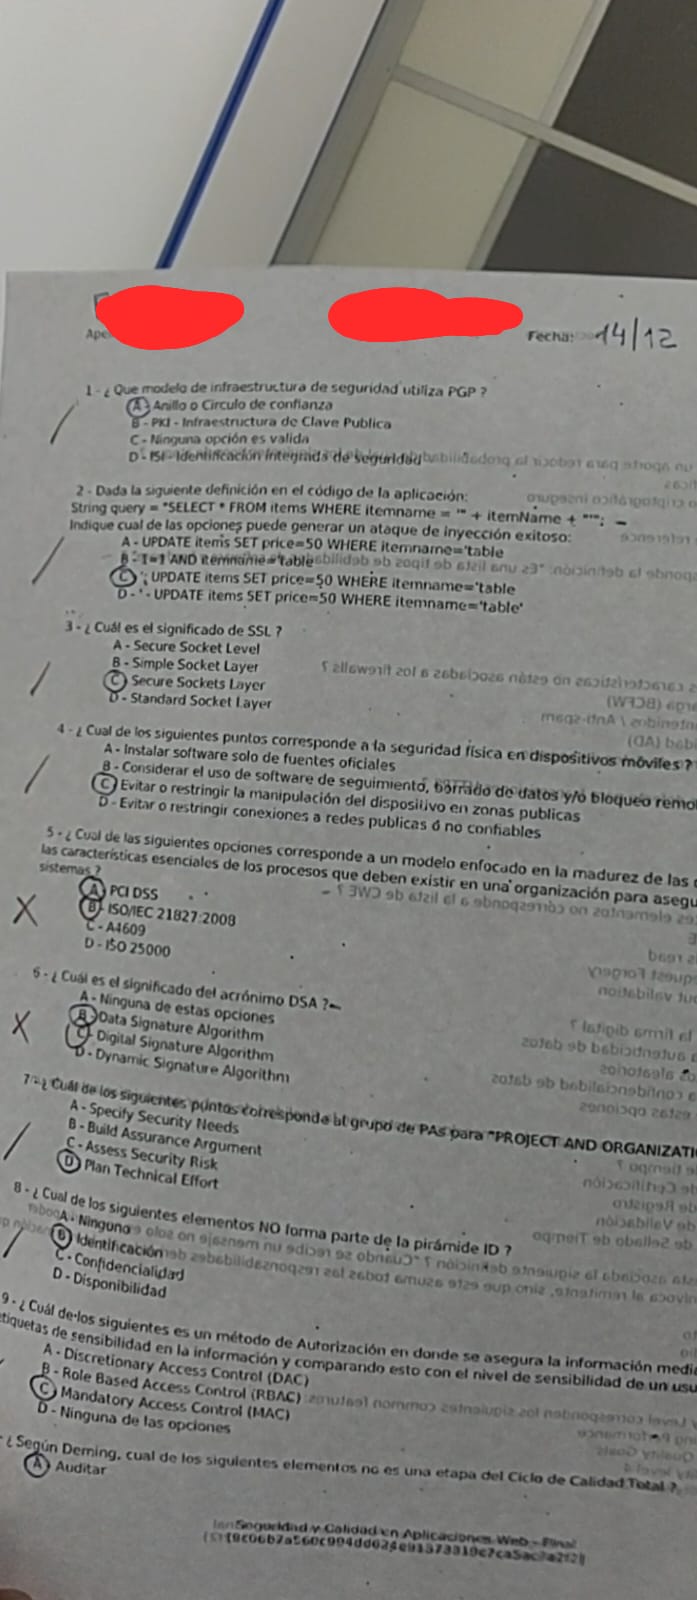 Fecha: 14/12
1 - ¿ Que modelo de infraestructura de seguridad utiliza PGP ?
A - Anillo o Circulo de confianza
B - PKI - Infraestructura de Clave Publica
C - Ninguna opción es valida
D - ISI - Identificación Integrada de seguridad
2 - Dada la siguiente definición en el código de la aplicación:
String query = "SELECT * FROM items WHERE itemname = '" + itemName + "'";
Indique cual de las opciones puede generar un ataque de inyección exitoso:
A - UPDATE items SET price=50 WHERE itemname='table
B - 1=1 AND itemname='table
C - '; UPDATE items SET price=50 WHERE itemname='table
D - ' - UPDATE items SET price=50 WHERE itemname='table'
3 - ¿ Cuál es el significado de SSL ?
A - Secure Socket Level
B - Simple Socket Layer
C - Secure Sockets Layer
D - Standard Socket Layer
4 - ¿ Cual de los siguientes puntos corresponde a la seguridad física en dispositivos móviles ?
A - Instalar software solo de fuentes oficiales
B - Considerar el uso de software de seguimiento, borrado de datos y/o bloqueo
C - Evitar o restringir la manipulación del dispositivo en zonas publicas
D - Evitar o restringir conexiones a redes publicas ó no confiables
5 - ¿ Cual de las siguientes opciones corresponde a un modelo enfocado en la madurez de las
las características esenciales de los procesos que deben existir en una organización para
sistemas ?
A - PCI DSS
B - ISO/IEC 21827:2008
C - A4609
D - ISO 25000
6 - ¿ Cuál es el significado del acrónimo DSA ?
A - Ninguna de estas opciones
B - Data Signature Algorithm
C - Digital Signature Algorithm
D - Dynamic Signature Algorithm
7 - ¿ Cuál de los siguientes puntos corresponde al grupo de PAs para "PROJECT AND
A - Specify Security Needs
B - Build Assurance Argument
C - Assess Security Risk
D - Plan Technical Effort
8 - ¿ Cual de los siguientes elementos NO forma parte de la pirámide ID ?
A - Ninguno
B - Identificación
C - Confidencialidad
D - Disponibilidad
9 - ¿ Cuál de los siguientes es un método de Autorización en donde se asegura la información
etiquetas de sensibilidad en la información y comparando esto con el nivel de sensibilidad de un
A - Discretionary Access Control (DAC)
B - Role Based Access Control (RBAC)
C - Mandatory Access Control (MAC)
D - Ninguna de las opciones
¿ Según Deming, cual de los siguientes elementos no es una etapa del Ciclo de Calidad Total ?
A - Auditar
Seguridad y Calidad en Aplicaciones Web - Final